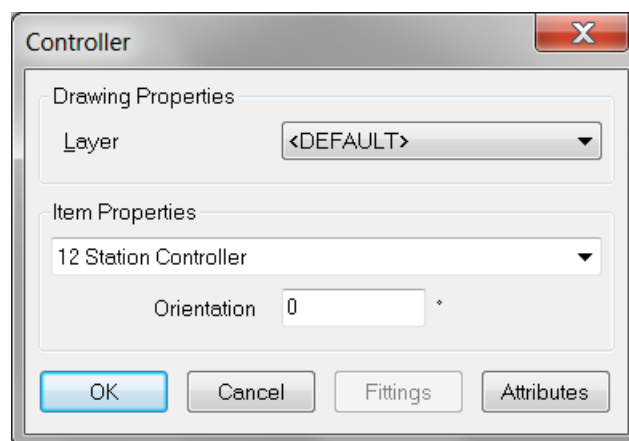 Controller
Drawing Properties
Layer <DEFAULT>
Item Properties
12 Station Controller
Orientation 0 °
OK Cancel Fittings Attributes